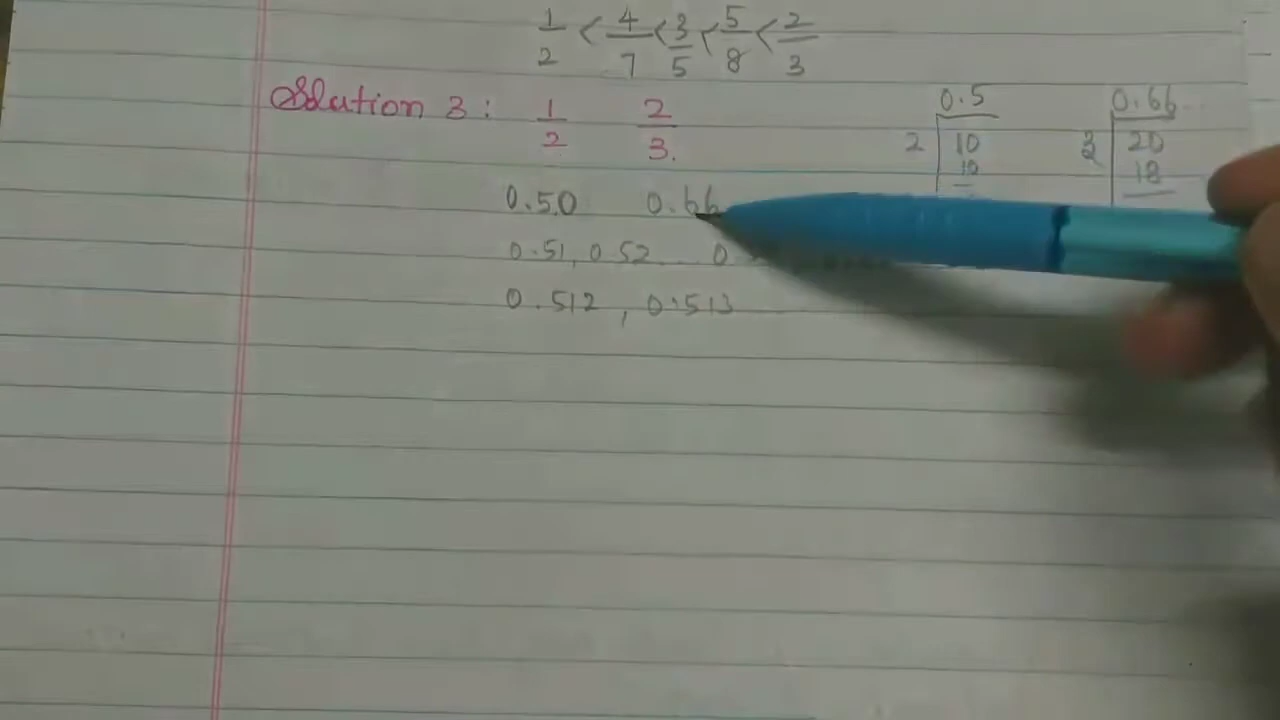 1/2 < 4/7 < 3/5 < 5/8 < 2/3
Solution 3: 1/2 2/3.
0.5
2 10
10
0.66...
3 20
18
0.50 0.66
0.51, 0.52... 0
0.512, 0.513